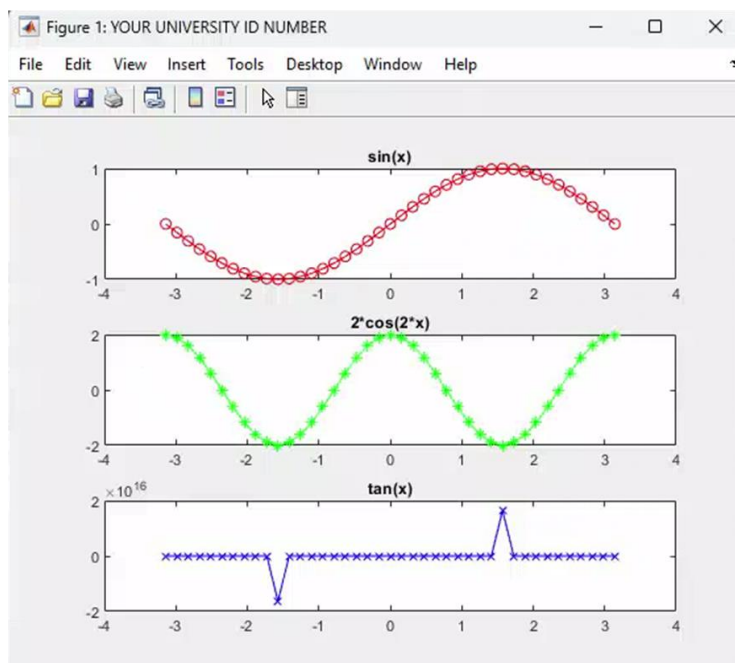 Figure 1: YOUR UNIVERSITY ID NUMBER
File Edit View Insert Tools Desktop Window Help
sin(x)
1
0
-1
-4 -3 -2 -1 0 1 2 3 4
2*cos(2*x)
2
0
-2
-4 -3 -2 -1 0 1 2 3 4
×10^16 tan(x)
2
0
-2
-4 -3 -2 -1 0 1 2 3 4